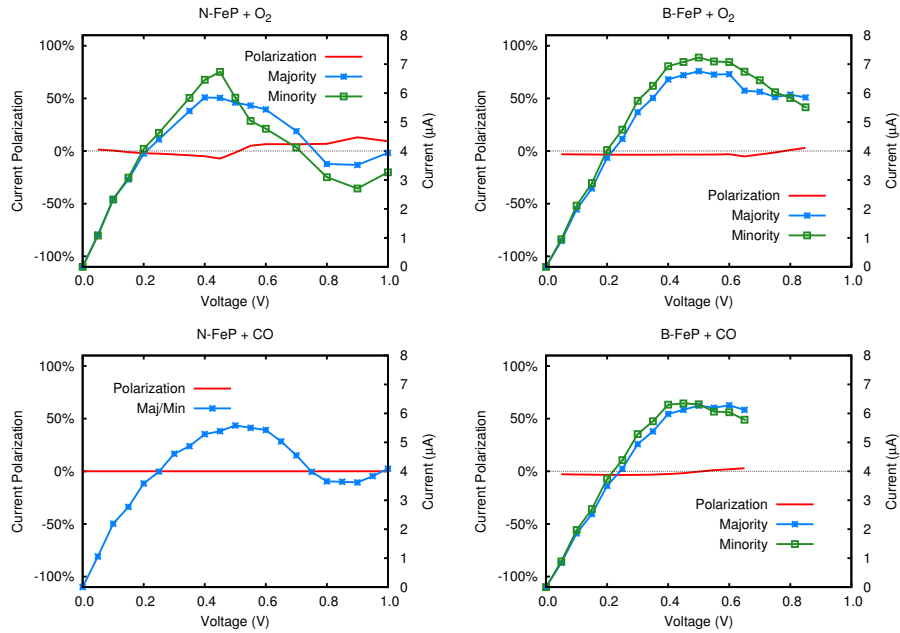 N-FeP + O2
100%
50%
0%
-50%
-100%
Current Polarization
Polarization
Majority
Minority
8
7
6
5
4
3
2
1
0
Current (µA)
0.0 0.2 0.4 0.6 0.8 1.0
Voltage (V)
B-FeP + O2
100%
50%
0%
-50%
-100%
Current Polarization
Polarization
Majority
Minority
8
7
6
5
4
3
2
1
0
Current (µA)
0.0 0.2 0.4 0.6 0.8 1.0
Voltage (V)
N-FeP + CO
100%
50%
0%
-50%
-100%
Current Polarization
Polarization
Maj/Min
8
7
6
5
4
3
2
1
0
Current (µA)
0.0 0.2 0.4 0.6 0.8 1.0
Voltage (V)
B-FeP + CO
100%
50%
0%
-50%
-100%
Current Polarization
Polarization
Majority
Minority
8
7
6
5
4
3
2
1
0
Current (µA)
0.0 0.2 0.4 0.6 0.8 1.0
Voltage (V)